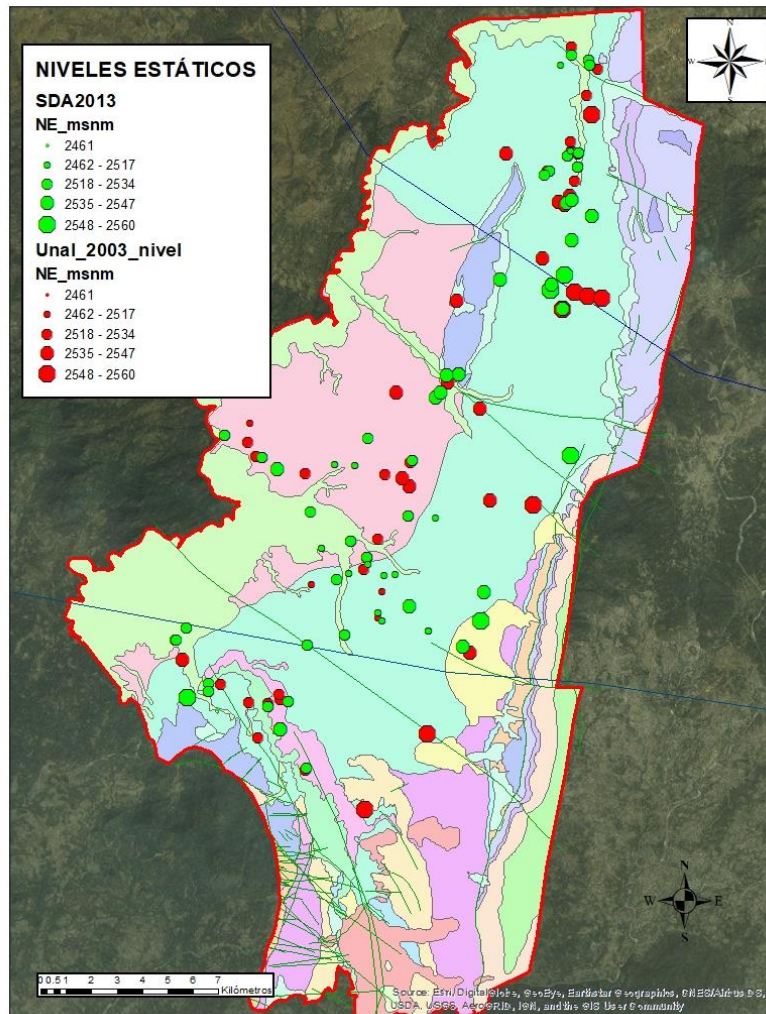 NIVELES ESTÁTICOS
SDA2013
NE_msnm
2461
2462 - 2517
2518 - 2534
2535 - 2547
2548 - 2560
Unal_2003_nivel
NE_msnm
2461
2462 - 2517
2518 - 2534
2535 - 2547
2548 - 2560
N
W E
S
N
W E
S
0 0.5 1 2 3 4 5 6 7
Kilómetros
Source: Esri, DigitalGlobe, GeoEye, Earthstar Geographics, CNES/Airbus DS,
USDA, USGS, AeroGRID, IGN, and the GIS User Community